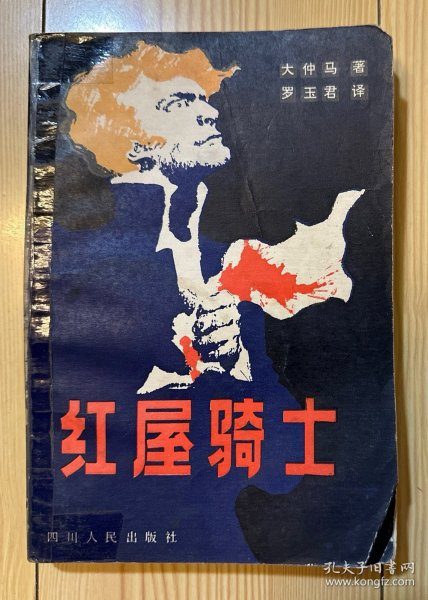 大仲马 著
罗玉君 译
红屋骑士
四川人民出版社
孔夫子旧书网
www.kongfz.com